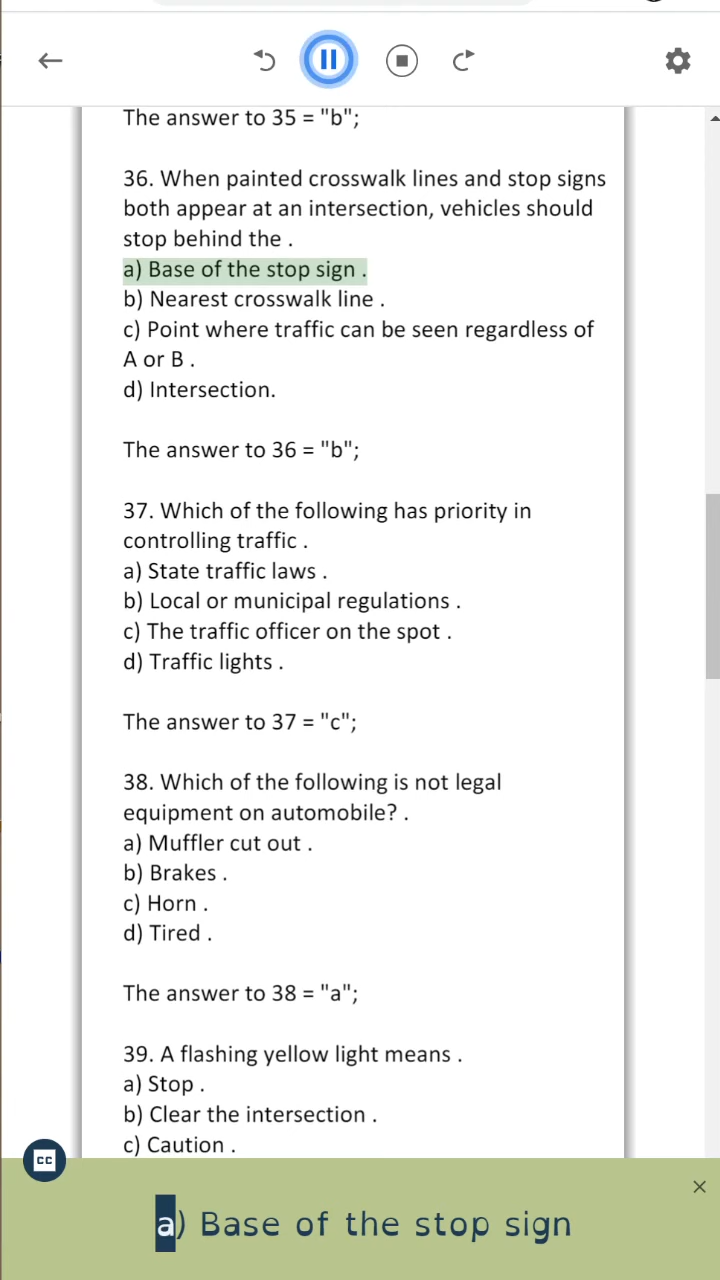 The answer to 35 = "b";
36. When painted crosswalk lines and stop signs
both appear at an intersection, vehicles should
stop behind the .
a) Base of the stop sign .
b) Nearest crosswalk line .
c) Point where traffic can be seen regardless of
A or B .
d) Intersection.
The answer to 36 = "b";
37. Which of the following has priority in
controlling traffic .
a) State traffic laws .
b) Local or municipal regulations .
c) The traffic officer on the spot .
d) Traffic lights .
The answer to 37 = "c";
38. Which of the following is not legal
equipment on automobile? .
a) Muffler cut out .
b) Brakes .
c) Horn .
d) Tired .
The answer to 38 = "a";
39. A flashing yellow light means .
a) Stop .
b) Clear the intersection .
c) Caution .
CC
a) Base of the stop sign